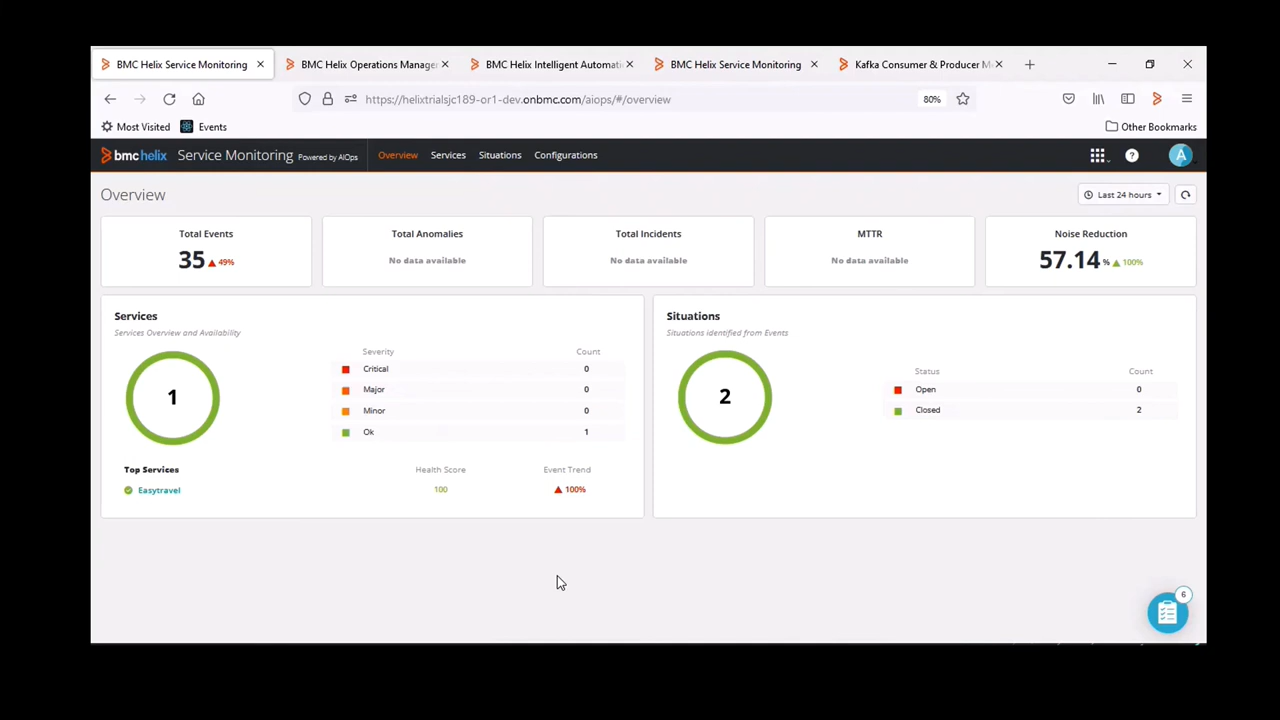 BMC Helix Service Monitoring
BMC Helix Operations Manage
BMC Helix Intelligent Automatio
BMC Helix Service Monitoring
Kafka Consumer & Producer M
https://helixtrialsjc189-or1-dev.onbmc.com/aiops/#/overview
80%
Most Visited
Events
Other Bookmarks
bmchelix Service Monitoring Powered by AIOps
Overview
Services
Situations
Configurations
?
A
Overview
Last 24 hours
Total Events
35 49%
Total Anomalies
No data available
Total Incidents
No data available
MTTR
No data available
Noise Reduction
57.14 % 100%
Services
Services Overview and Availability
1
Severity Count
Critical 0
Major 0
Minor 0
Ok 1
Top Services Health Score Event Trend
Easytravel 100 100%
Situations
Situations identified from Events
2
Status Count
Open 0
Closed 2
6